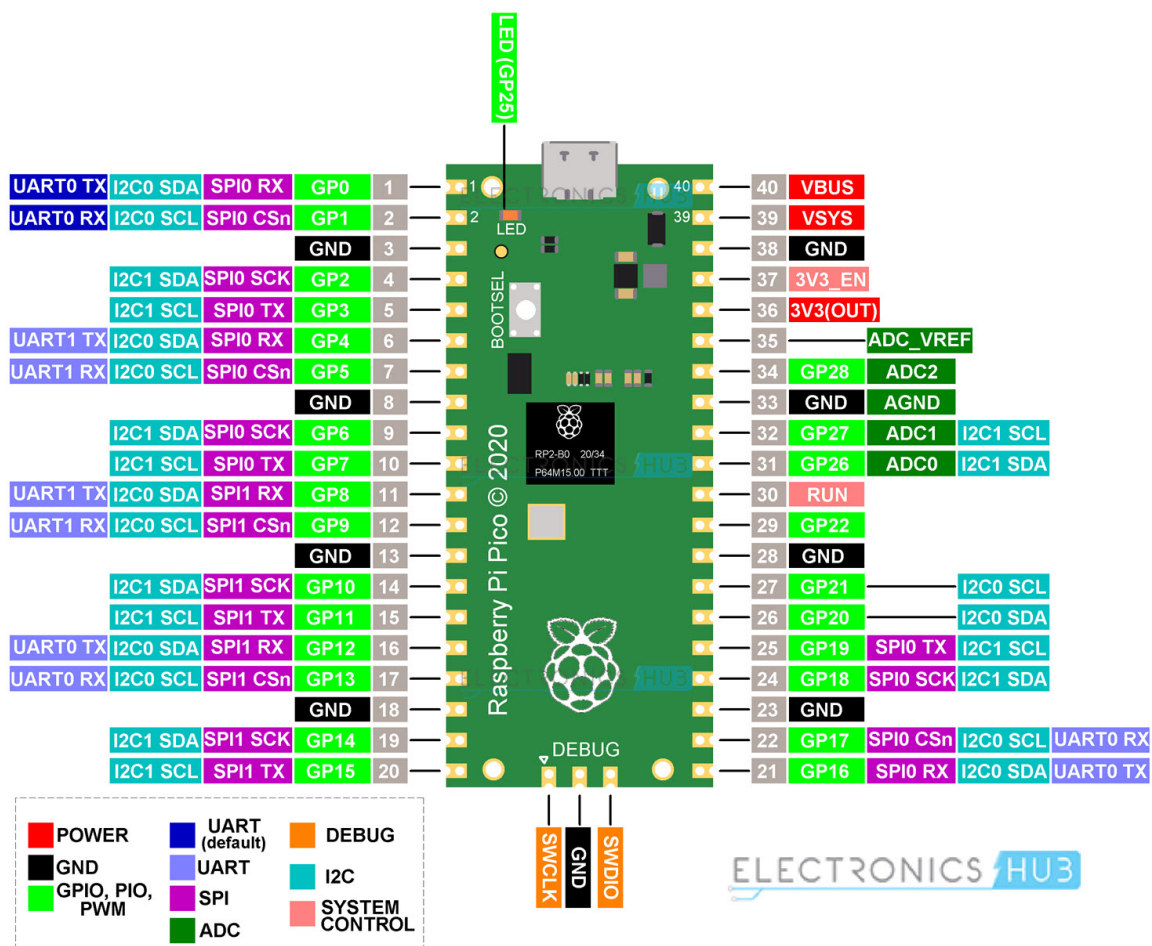 LED (GP25)
UART0 TX I2C0 SDA SPI0 RX GP0 1 1 ELECTRONICS HUB 40 40 VBUS
UART0 RX I2C0 SCL SPI0 CSn GP1 2 2 39 39 VSYS
LED
GND 3 38 GND
I2C1 SDA SPI0 SCK GP2 4 37 3V3_EN
I2C1 SCL SPI0 TX GP3 5 BOOTSEL 36 3V3(OUT)
UART1 TX I2C0 SDA SPI0 RX GP4 6 35 ADC_VREF
UART1 RX I2C0 SCL SPI0 CSn GP5 7 34 GP28 ADC2
GND 8 33 GND AGND
I2C1 SDA SPI0 SCK GP6 9 32 GP27 ADC1 I2C1 SCL
RP2-B0 20/34
I2C1 SCL SPI0 TX GP7 10 ELECTRONICS HUB 31 GP26 ADC0 I2C1 SDA
P64M15.00 TTT
UART1 TX I2C0 SDA SPI1 RX GP8 11 30 RUN
UART1 RX I2C0 SCL SPI1 CSn GP9 12 29 GP22
GND 13 28 GND
I2C1 SDA SPI1 SCK GP10 14 27 GP21 I2C0 SCL
I2C1 SCL SPI1 TX GP11 15 26 GP20 I2C0 SDA
UART0 TX I2C0 SDA SPI1 RX GP12 16 25 GP19 SPI0 TX I2C1 SCL
UART0 RX I2C0 SCL SPI1 CSn GP13 17 ELECTRONICS HUB 24 GP18 SPI0 SCK I2C1 SDA
Raspberry Pi Pico © 2020
GND 18 23 GND
I2C1 SDA SPI1 SCK GP14 19 22 GP17 SPI0 CSn I2C0 SCL UART0 RX
DEBUG
I2C1 SCL SPI1 TX GP15 20 21 GP16 SPI0 RX I2C0 SDA UART0 TX
SWCLK GND SWDIO
POWER
GND
GPIO, PIO,
PWM
UART
(default)
UART
SPI
ADC
DEBUG
I2C
SYSTEM
CONTROL
ELECTRONICS HUB